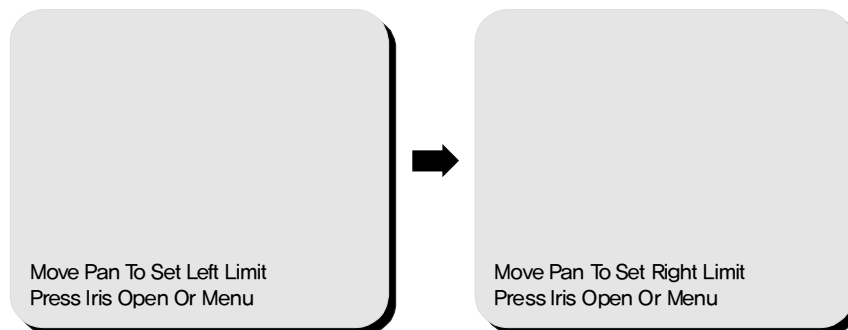 Move Pan To Set Left Limit
Press Iris Open Or Menu
Move Pan To Set Right Limit
Press Iris Open Or Menu